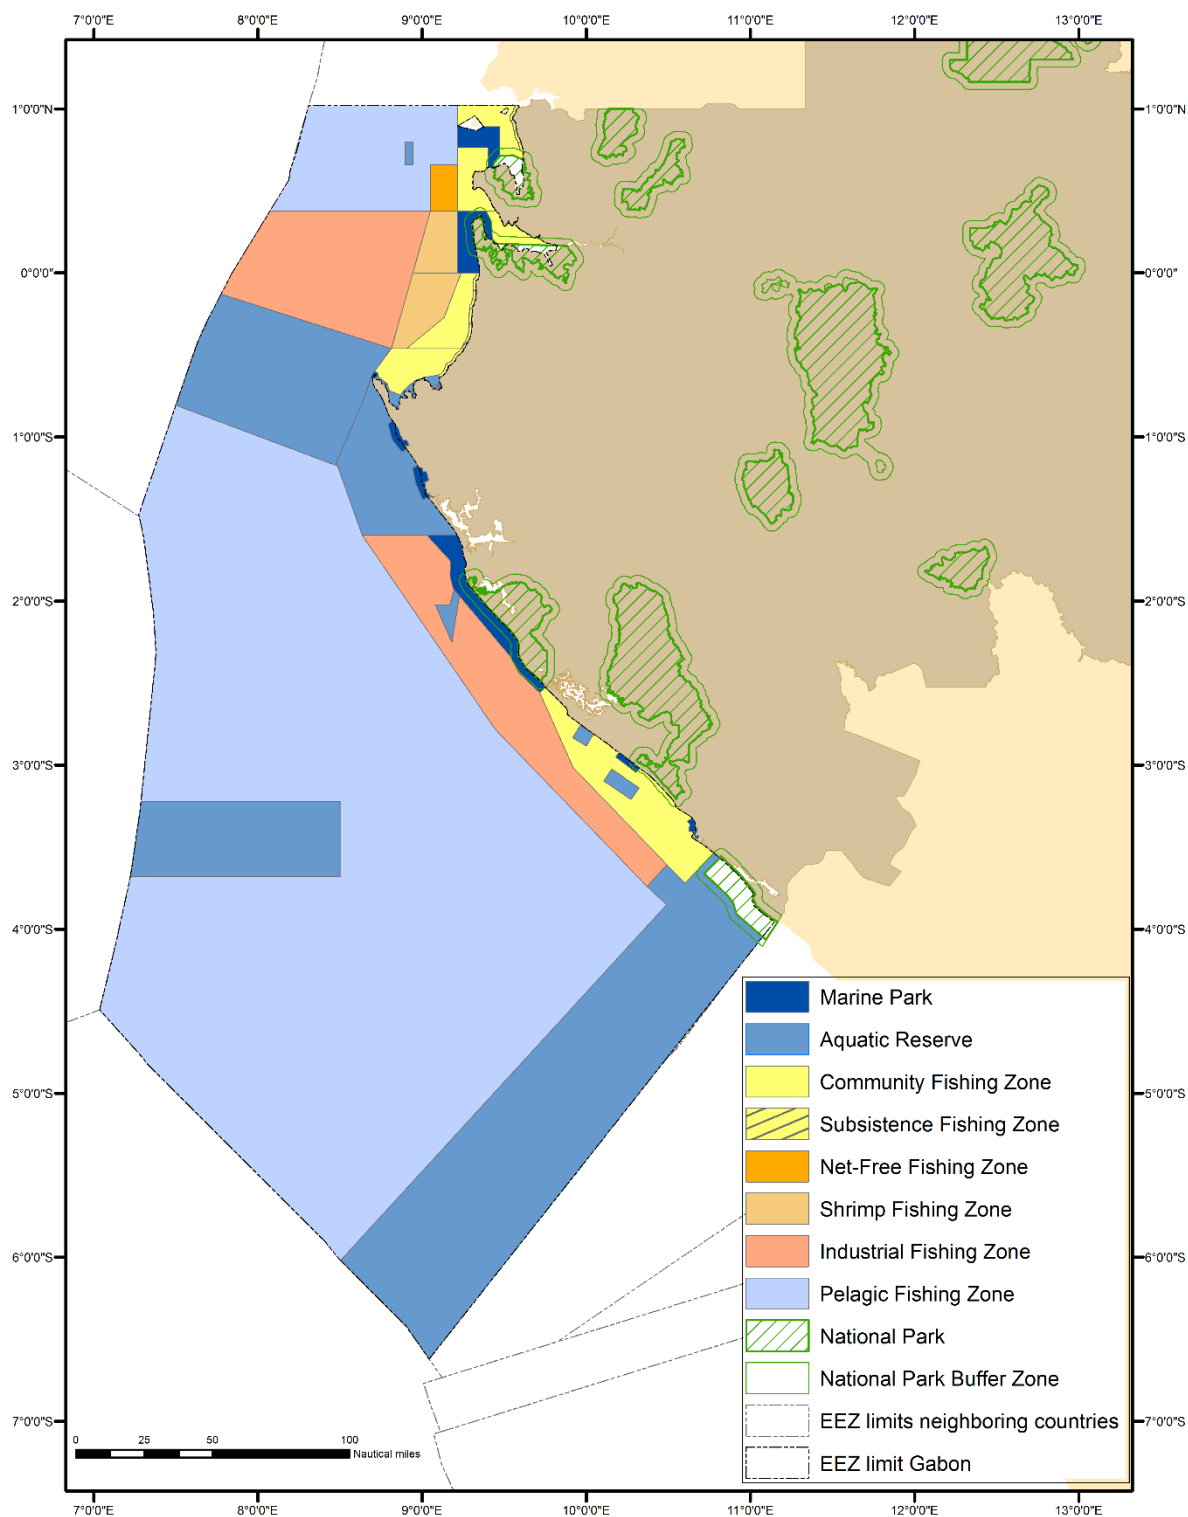 7°0'0"E 8°0'0"E 9°0'0"E 10°0'0"E 11°0'0"E 12°0'0"E 13°0'0"E
1°0'0"N 1°0'0"N
0°0'0" 0°0'0"
1°0'0"S 1°0'0"S
2°0'0"S 2°0'0"S
3°0'0"S 3°0'0"S
4°0'0"S 4°0'0"S
5°0'0"S 5°0'0"S
6°0'0"S 6°0'0"S
7°0'0"S 7°0'0"S
Marine Park
Aquatic Reserve
Community Fishing Zone
Subsistence Fishing Zone
Net-Free Fishing Zone
Shrimp Fishing Zone
Industrial Fishing Zone
Pelagic Fishing Zone
National Park
National Park Buffer Zone
EEZ limits neighboring countries
EEZ limit Gabon
0 25 50 100
Nautical miles
7°0'0"E 8°0'0"E 9°0'0"E 10°0'0"E 11°0'0"E 12°0'0"E 13°0'0"E